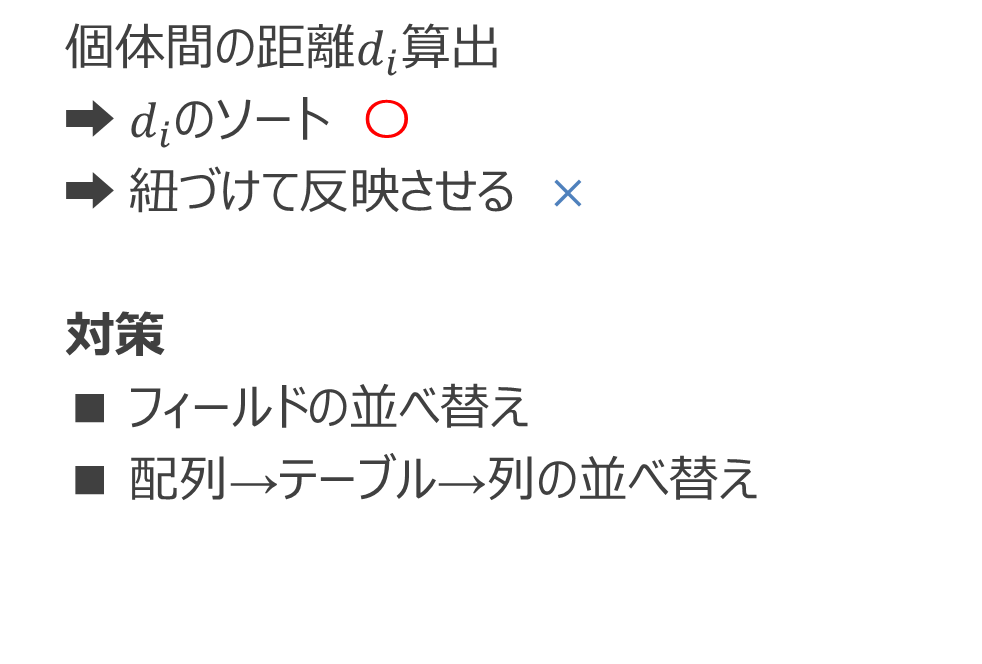 個体間の距離dᵢ算出
➡ dᵢのソート 〇
➡ 紐づけて反映させる ×
対策
■ フィールドの並べ替え
■ 配列→テーブル→列の並べ替え